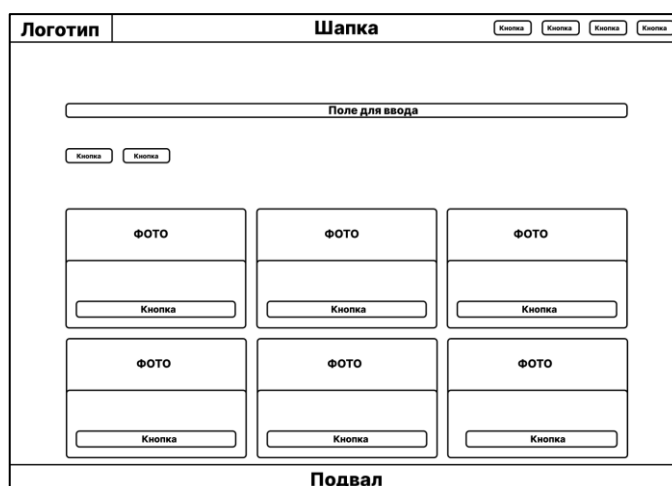 Логотип Шапка Кнопка Кнопка Кнопка Кнопка
Поле для ввода
Кнопка Кнопка
ФОТО ФОТО ФОТО
Кнопка Кнопка Кнопка
ФОТО ФОТО ФОТО
Кнопка Кнопка Кнопка
Подвал